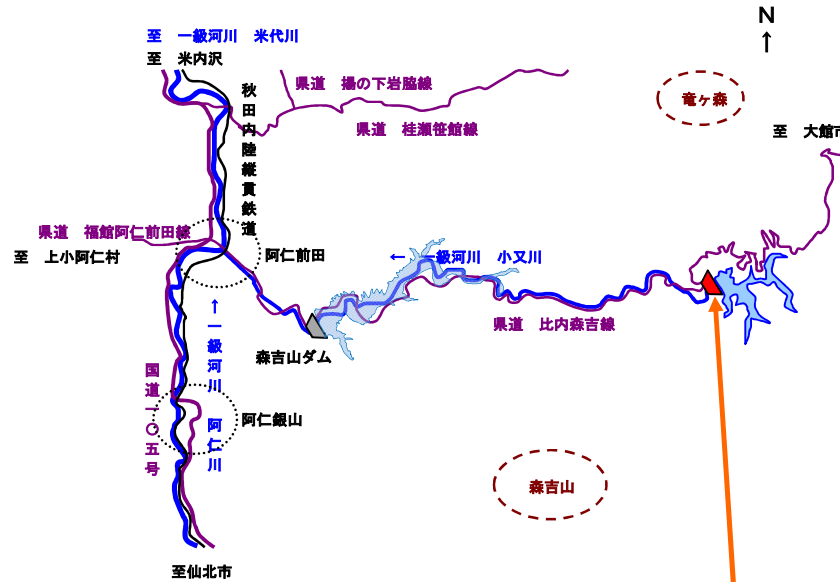 至　一級河川　米代川
至　米内沢
N
↑
県道　揚の下岩脇線
竜ヶ森
県道　桂瀬笹館線
至　大館市
秋田内陸縦貫鉄道
県道　福館阿仁前田線
至　上小阿仁村
阿仁前田
←　一級河川　小又川
県道　比内森吉線
森吉山ダム
↑一級河川　阿仁川
国道一〇五号
阿仁銀山
森吉山
至仙北市